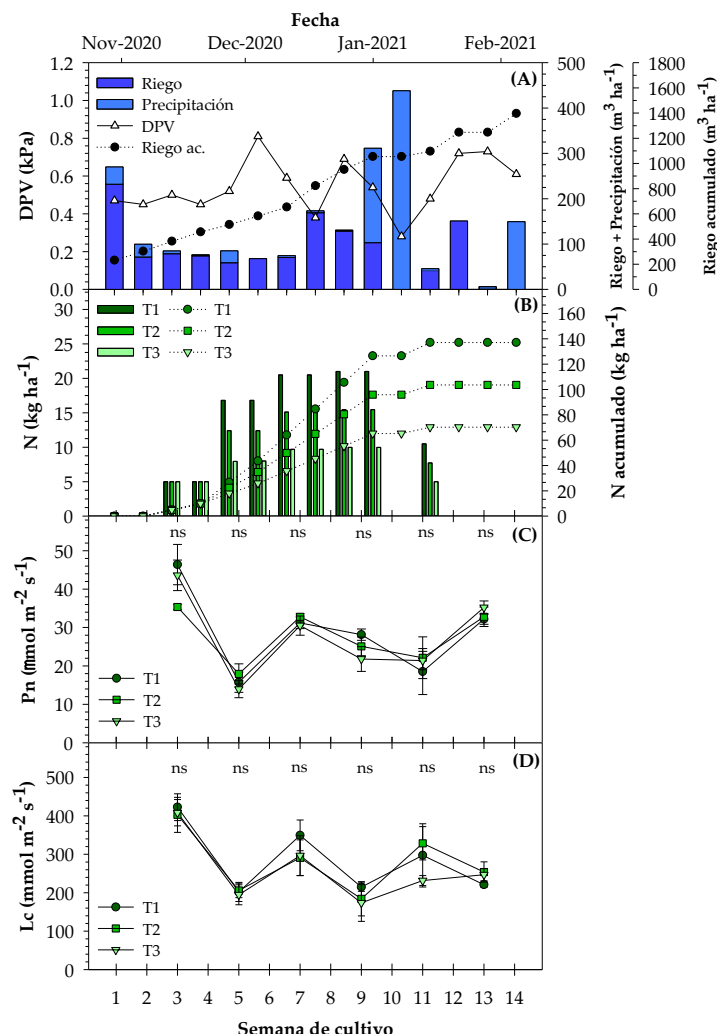 Fecha
Nov-2020 Dec-2020 Jan-2021 Feb-2021
(A)
DPV (kPa)
1.2
1.0
0.8
0.6
0.4
0.2
0.0
Riego
Precipitación
DPV
Riego ac.
500
400
300
200
100
0
Riego + Precipitación (m³ ha⁻¹)
1800
1600
1400
1200
1000
800
600
400
200
0
Riego acumulado (m³ ha⁻¹)
(B)
N (kg ha⁻¹)
30
25
20
15
10
5
0
T1 T1
T2 T2
T3 T3
160
140
120
100
80
60
40
20
0
N acumulado (kg ha⁻¹)
ns ns ns ns ns ns (C)
Pn (mmol m⁻² s⁻¹)
50
40
30
20
10
0
T1
T2
T3
ns ns ns ns ns ns (D)
Lc (mmol m⁻² s⁻¹)
500
400
300
200
100
0
T1
T2
T3
1 2 3 4 5 6 7 8 9 10 11 12 13 14
Semana de cultivo